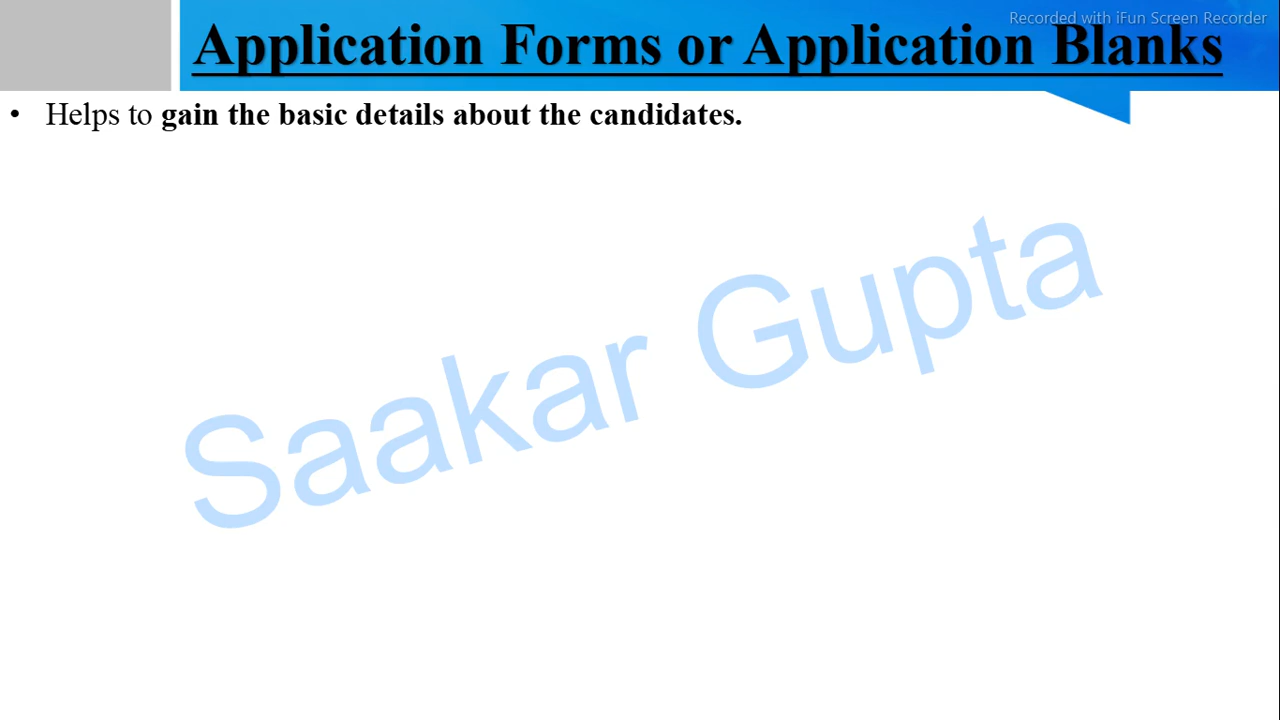 Recorded with iFun Screen Recorder
Application Forms or Application Blanks
• Helps to gain the basic details about the candidates.
Saakar Gupta